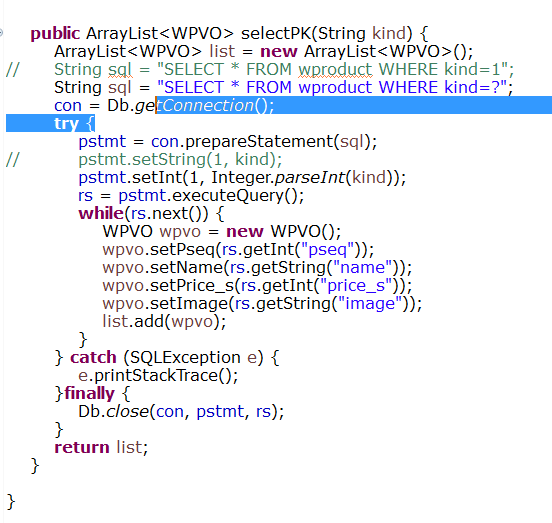 public ArrayList<WPVO> selectPK(String kind) {
ArrayList<WPVO> list = new ArrayList<WPVO>();
// String sql = "SELECT * FROM wproduct WHERE kind=1";
String sql = "SELECT * FROM wproduct WHERE kind=?";
con = Db.getConnection();
try {
pstmt = con.prepareStatement(sql);
// pstmt.setString(1, kind);
pstmt.setInt(1, Integer.parseInt(kind));
rs = pstmt.executeQuery();
while(rs.next()) {
WPVO wpvo = new WPVO();
wpvo.setPseq(rs.getInt("pseq"));
wpvo.setName(rs.getString("name"));
wpvo.setPrice_s(rs.getInt("price_s"));
wpvo.setImage(rs.getString("image"));
list.add(wpvo);
}
} catch (SQLException e) {
e.printStackTrace();
}finally {
Db.close(con, pstmt, rs);
}
return list;
}
}